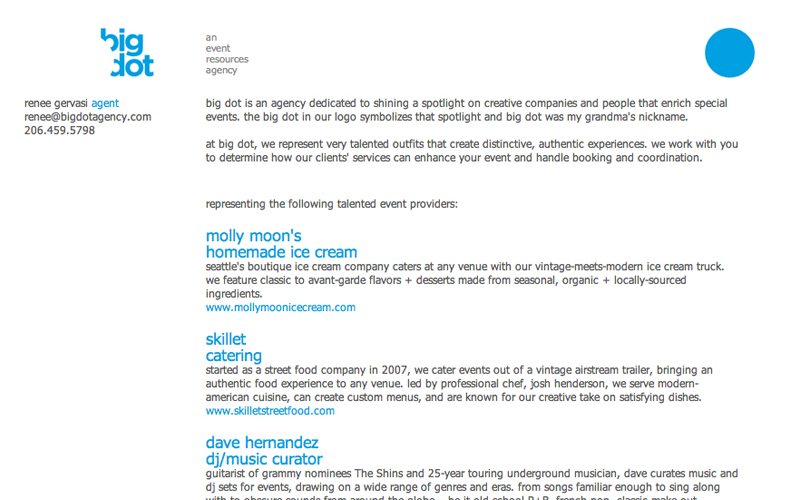 big
dot
an
event
resources
agency
renee gervasi agent
renee@bigdotagency.com
206.459.5798
big dot is an agency dedicated to shining a spotlight on creative companies and people that enrich special
events. the big dot in our logo symbolizes that spotlight and big dot was my grandma's nickname.
at big dot, we represent very talented outfits that create distinctive, authentic experiences. we work with you
to determine how our clients' services can enhance your event and handle booking and coordination.
representing the following talented event providers:
molly moon's
homemade ice cream
seattle's boutique ice cream company caters at any venue with our vintage-meets-modern ice cream truck.
we feature classic to avant-garde flavors + desserts made from seasonal, organic + locally-sourced
ingredients.
www.mollymoonicecream.com
skillet
catering
started as a street food company in 2007, we cater events out of a vintage airstream trailer, bringing an
authentic food experience to any venue. led by professional chef, josh henderson, we serve modern-
american cuisine, can create custom menus, and are known for our creative take on satisfying dishes.
www.skilletstreetfood.com
dave hernandez
dj/music curator
guitarist of grammy nominees The Shins and 25-year touring underground musician, dave curates music and
dj sets for events, drawing on a wide range of genres and eras. from songs familiar enough to sing along
with to obscure sounds from around the globe